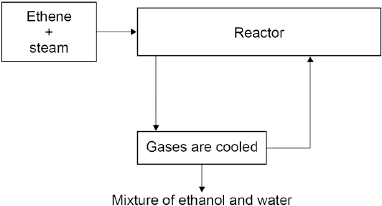 Ethene
+
steam
Reactor
Gases are cooled
Mixture of ethanol and water